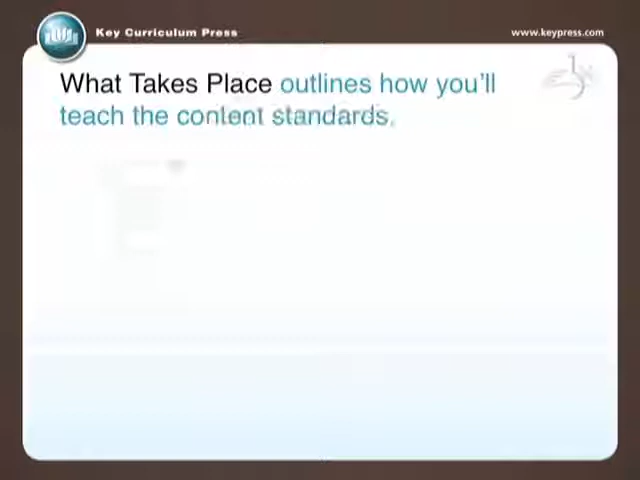 Key Curriculum Press
www.keypress.com
What Takes Place outlines how you'll
teach the content standards.